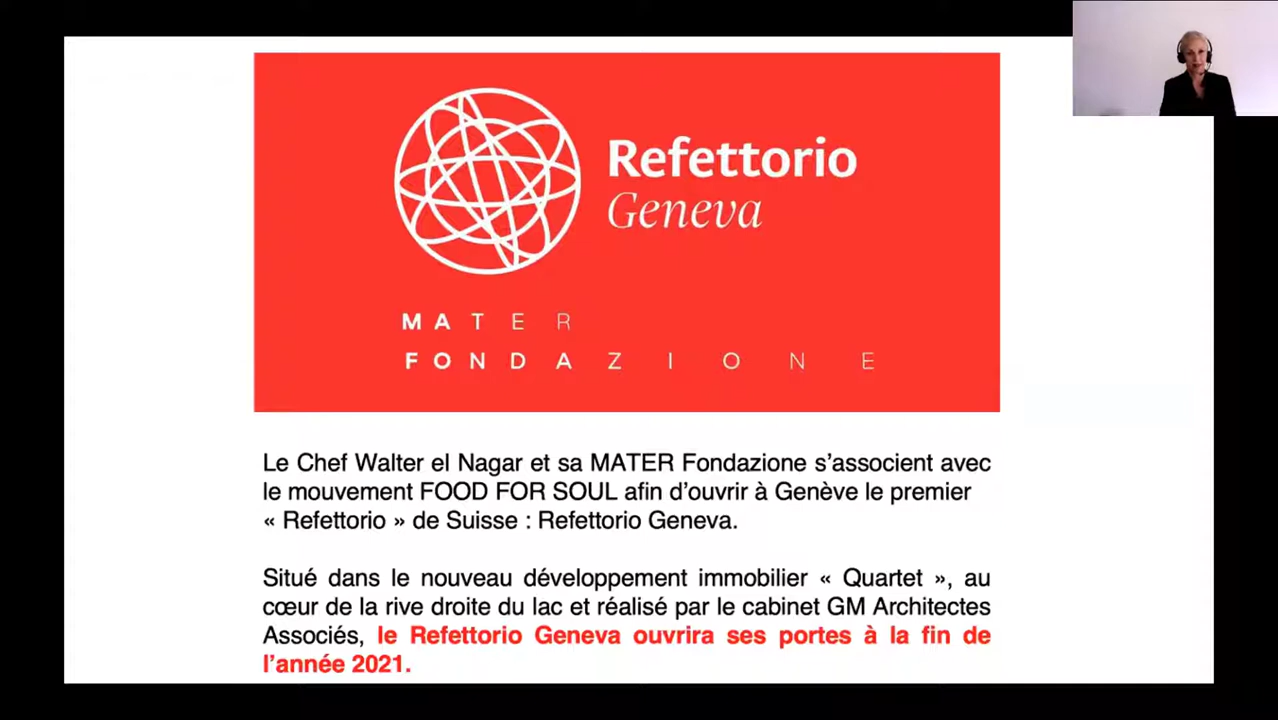 Refettorio
Geneva
MATER
FONDAZIONE
Le Chef Walter el Nagar et sa MATER Fondazione s’associent avec
le mouvement FOOD FOR SOUL afin d’ouvrir à Genève le premier
« Refettorio » de Suisse : Refettorio Geneva.
Situé dans le nouveau développement immobilier « Quartet », au
cœur de la rive droite du lac et réalisé par le cabinet GM Architectes
Associés, le Refettorio Geneva ouvrira ses portes à la fin de
l’année 2021.